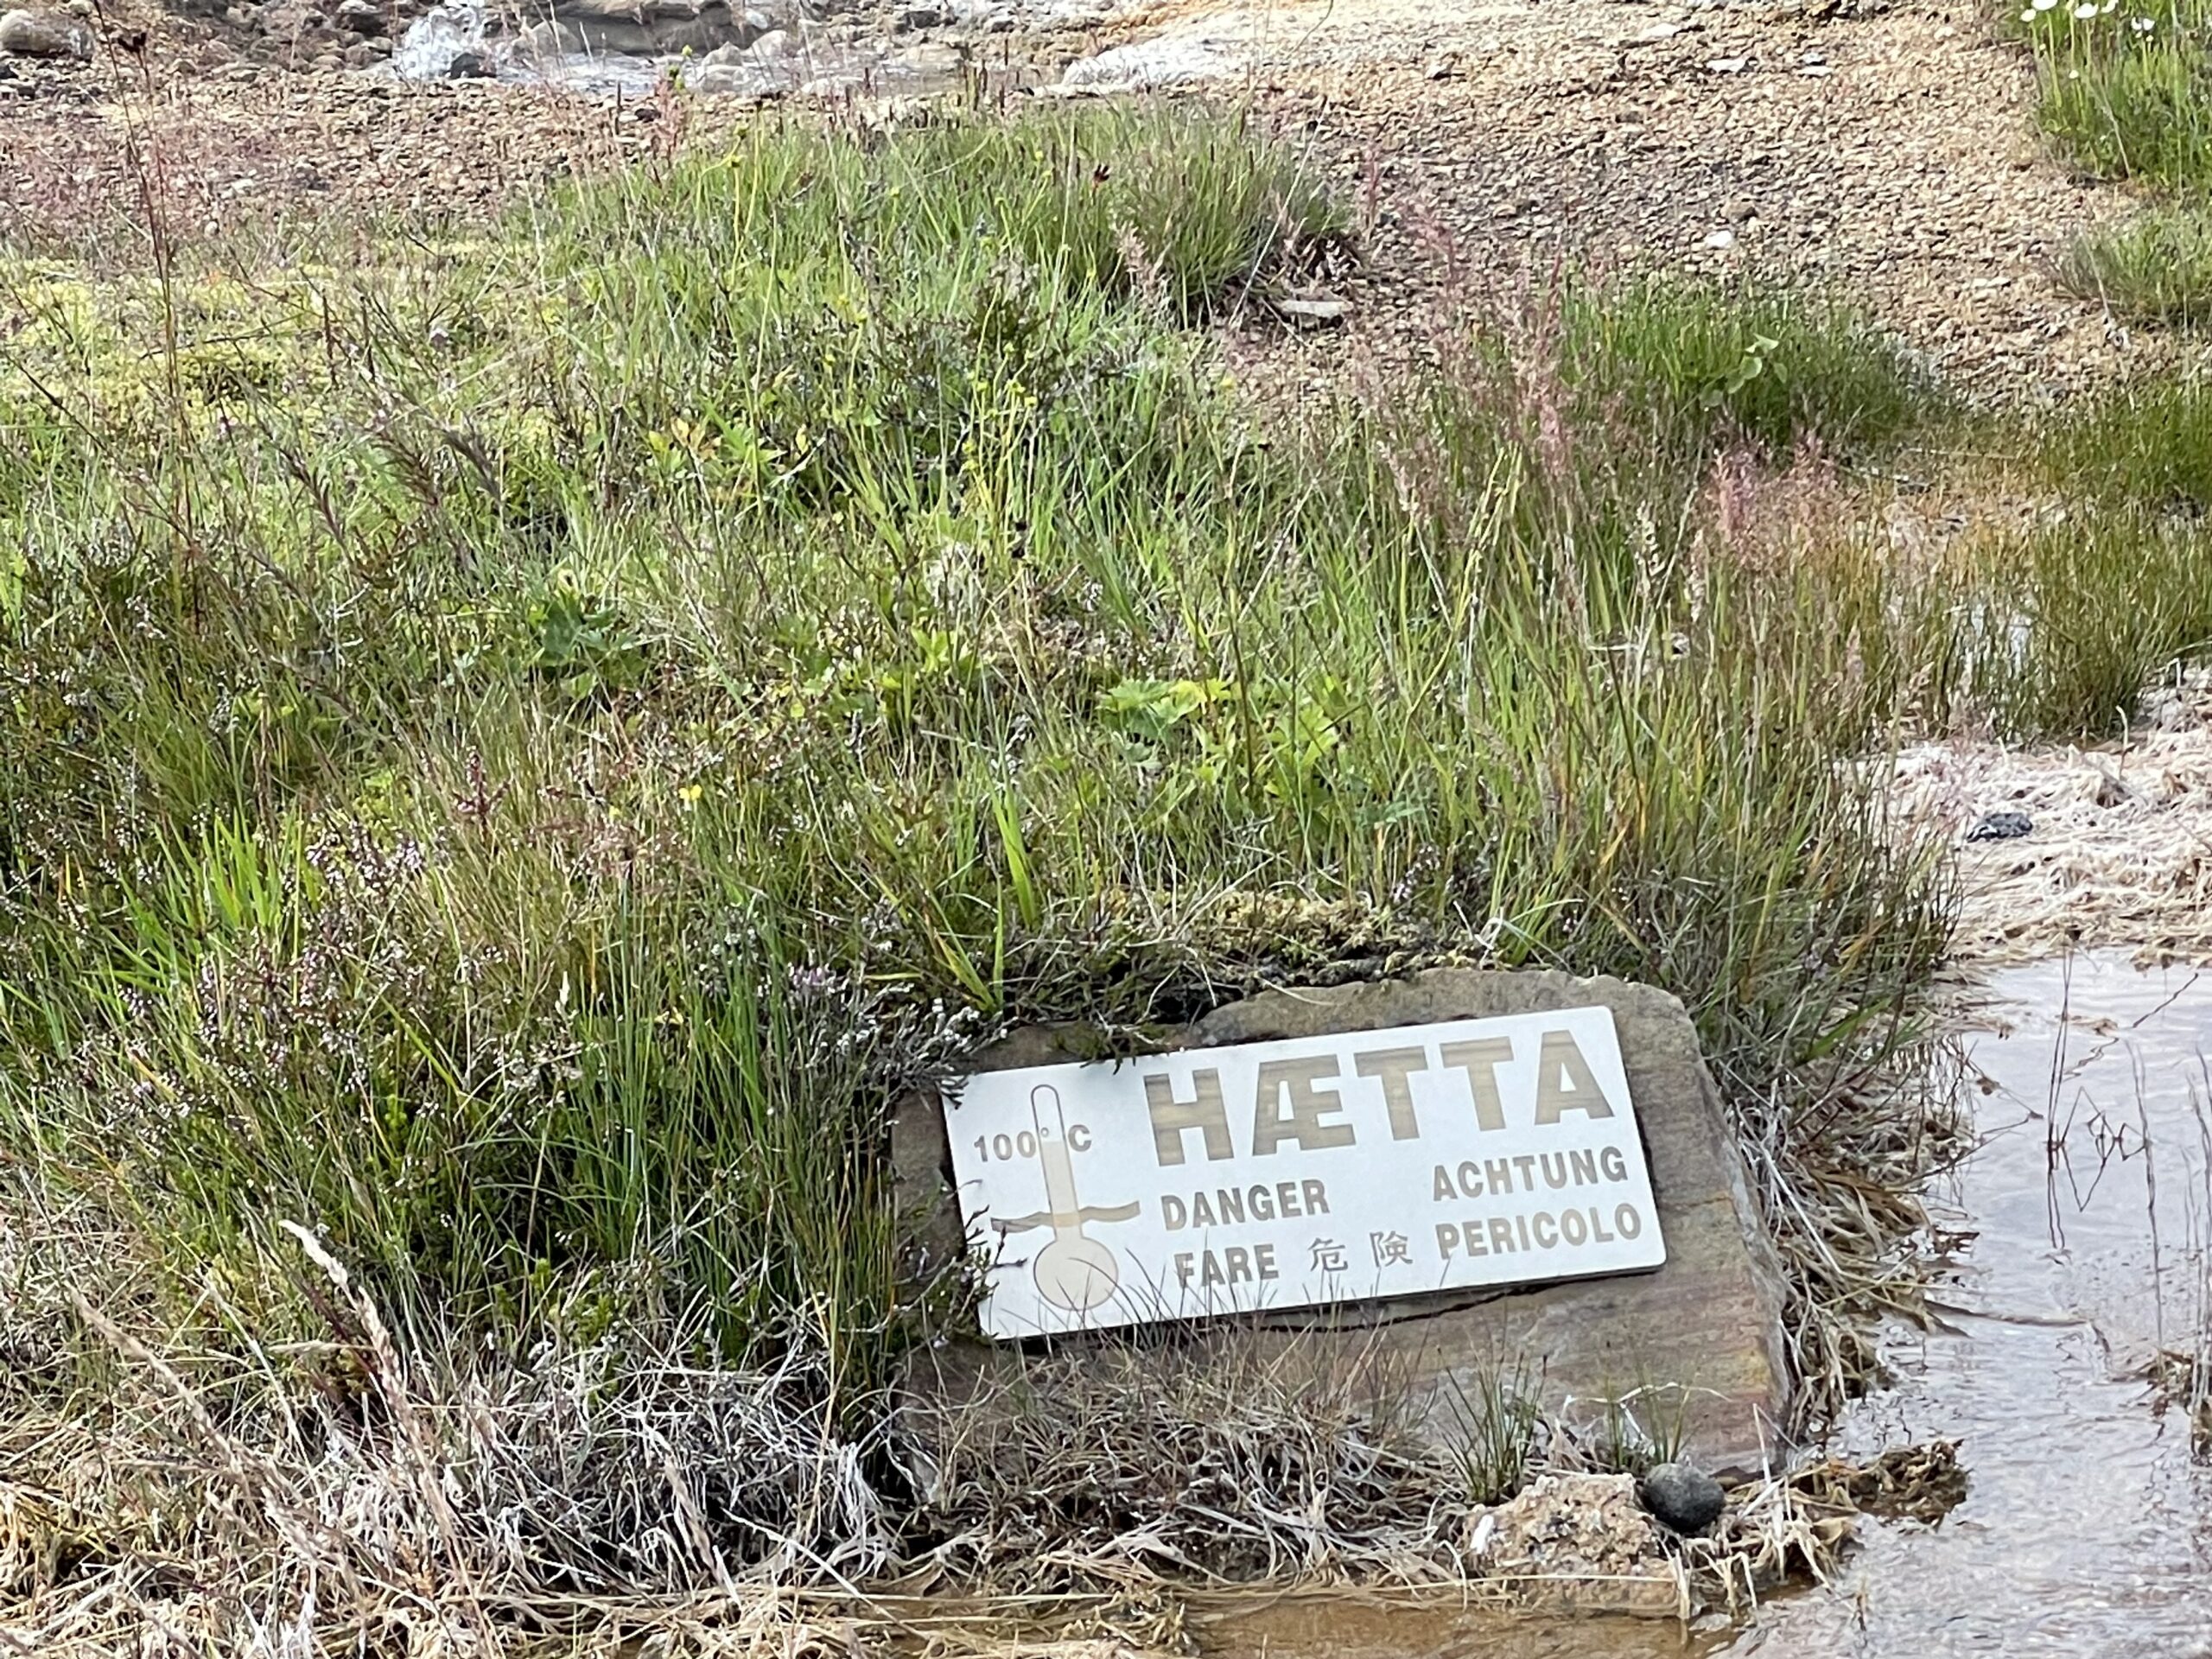 100°C
HÆTTA
DANGER ACHTUNG
FARE 危険 PERICOLO